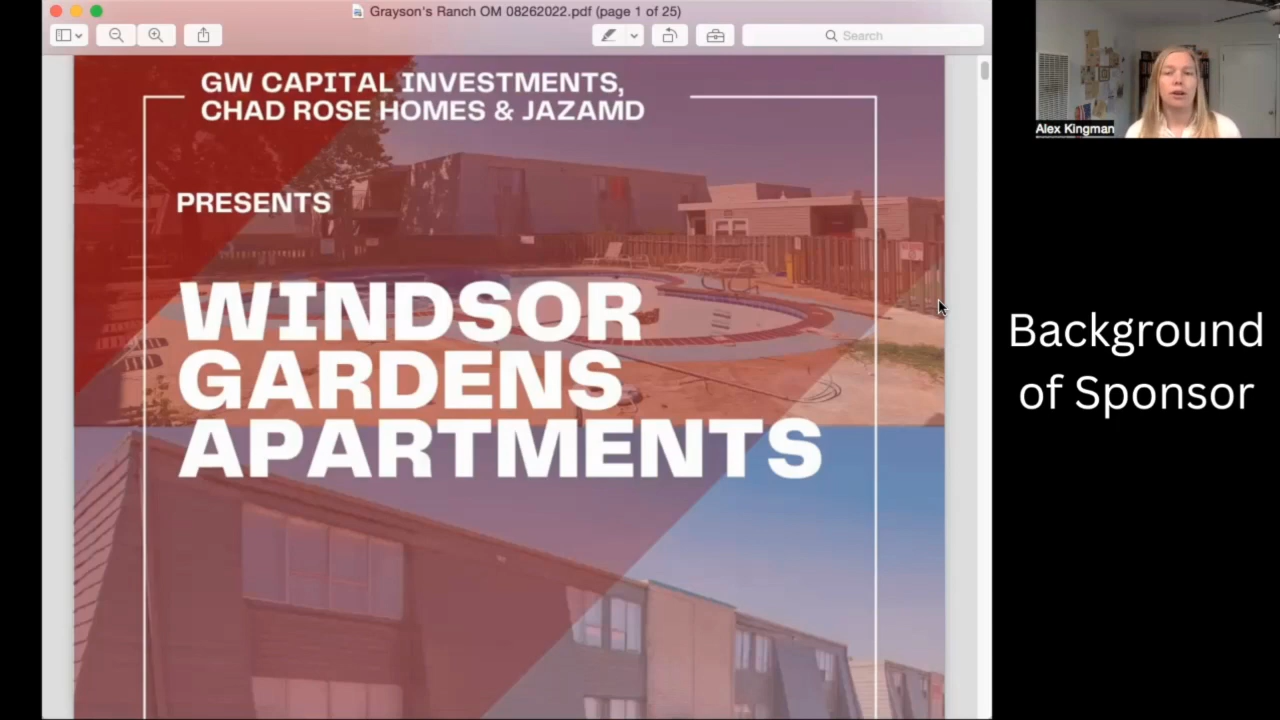 Grayson's Ranch OM 08262022.pdf (page 1 of 25)
Search
GW CAPITAL INVESTMENTS,
CHAD ROSE HOMES & JAZAMD
PRESENTS
WINDSOR
GARDENS
APARTMENTS
Alex Kingman
Background
of Sponsor